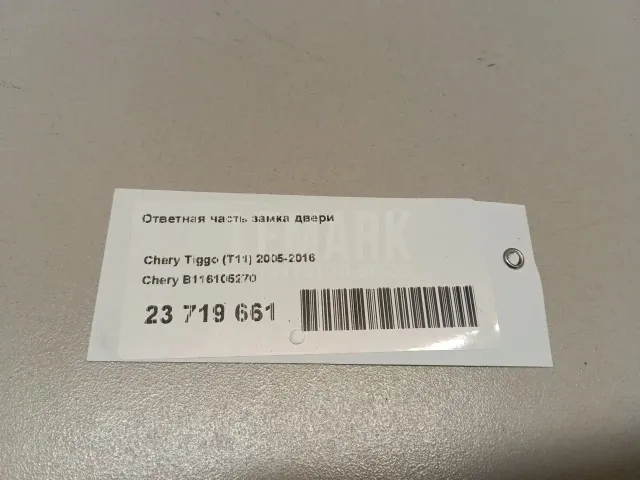 Ответная часть замка двери
Chery Tiggo (T11) 2005-2016
Chery B116105270
23 719 661